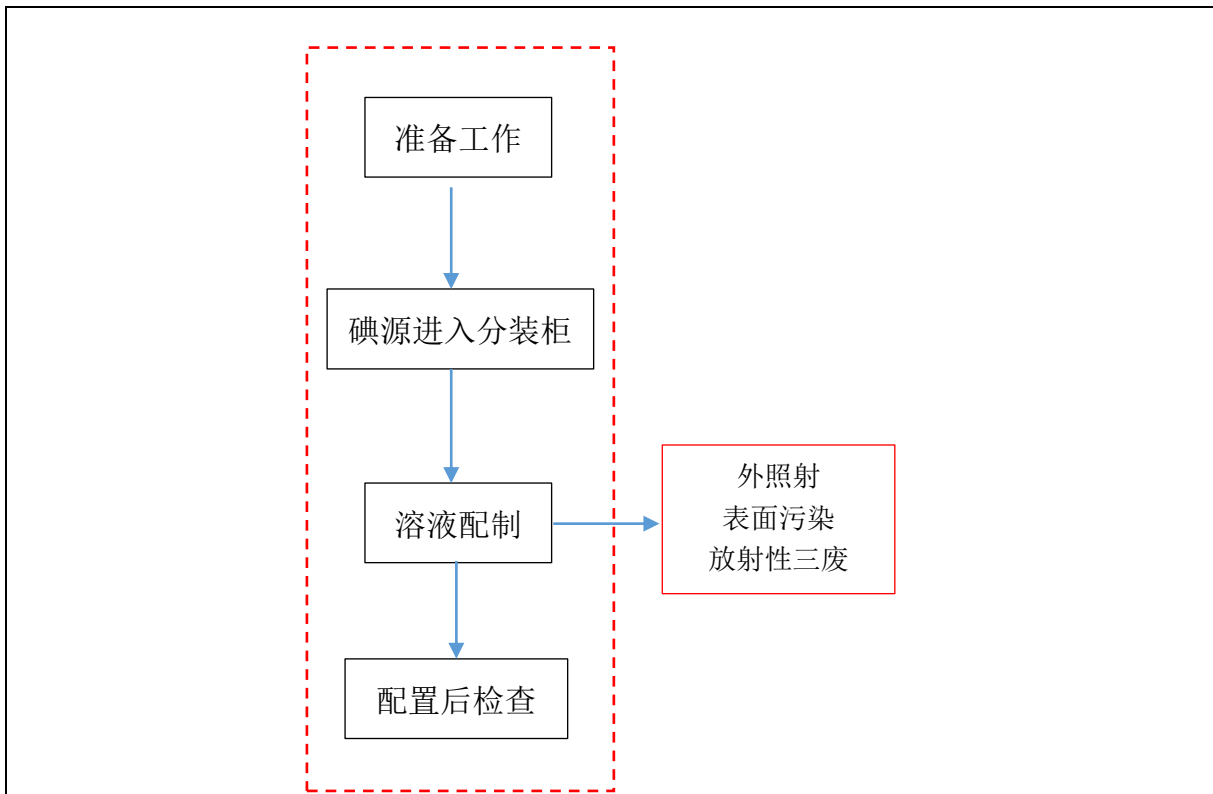 准备工作
碘源进入分装柜
溶液配制
外照射
表面污染
放射性三废
配置后检查